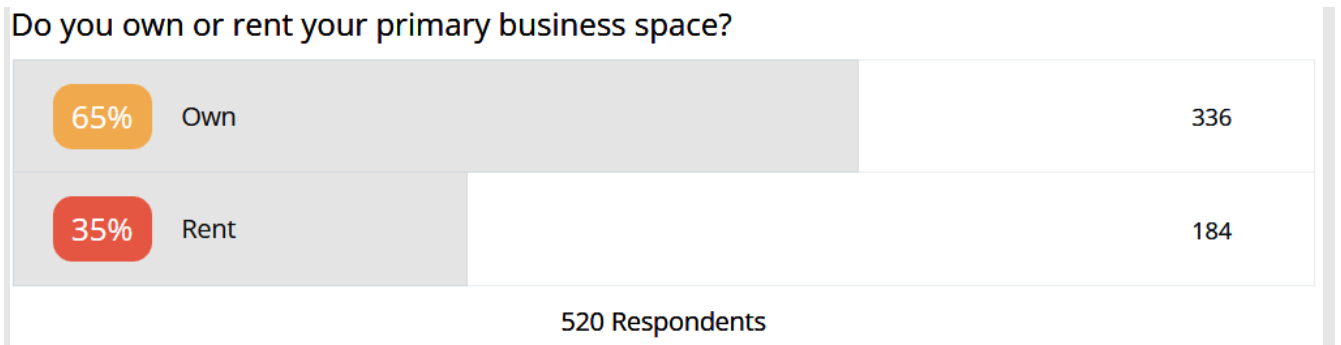 Do you own or rent your primary business space?
65% Own 336
35% Rent 184
520 Respondents